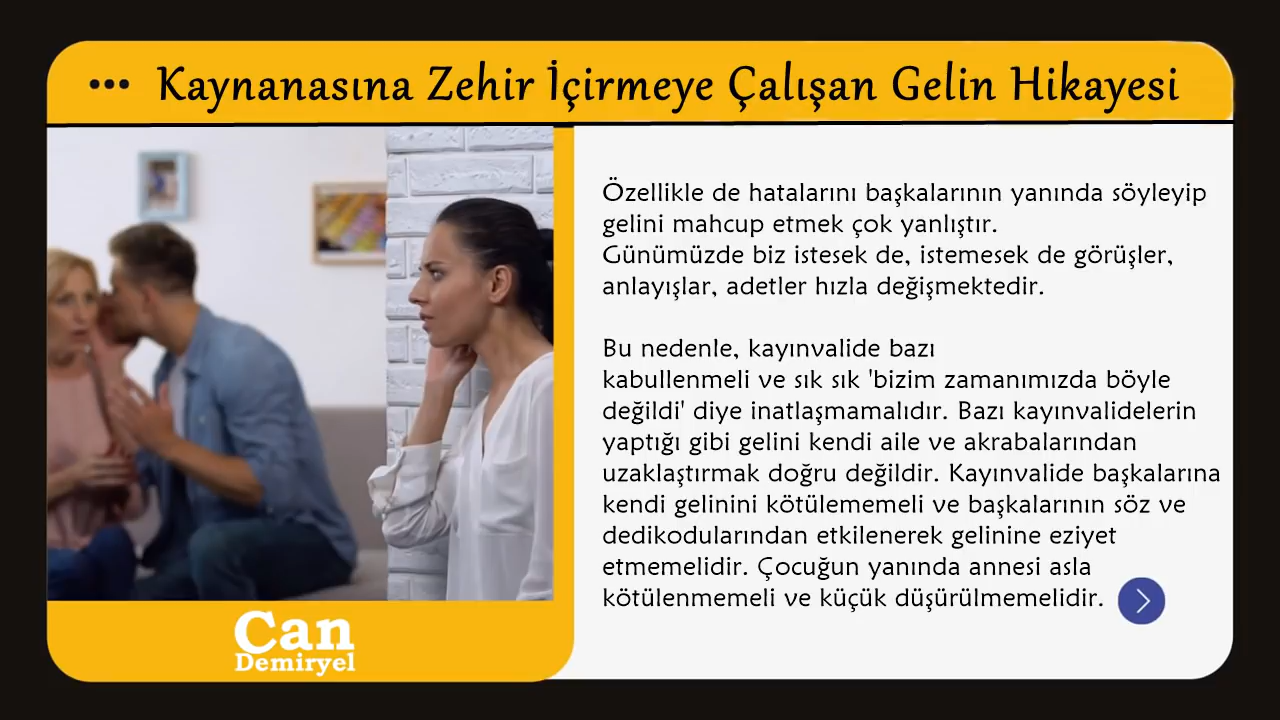 ... Kaynanasına Zehir İçirmeye Çalışan Gelin Hikayesi
Özellikle de hatalarını başkalarının yanında söyleyip
gelini mahcup etmek çok yanlıştır.
Günümüzde biz istesek de, istemesek de görüşler,
anlayışlar, adetler hızla değişmektedir.
Bu nedenle, kayınvalide bazı
kabullenmeli ve sık sık 'bizim zamanımızda böyle
değildi' diye inatlaşmamalıdır. Bazı kayınvalidelerin
yaptığı gibi gelini kendi aile ve akrabalarından
uzaklaştırmak doğru değildir. Kayınvalide başkalarına
kendi gelinini kötülememeli ve başkalarının söz ve
dedikodularından etkilenerek gelinine eziyet
etmemelidir. Çocuğun yanında annesi asla
kötülenmemeli ve küçük düşürülmemelidir.
Can
Demiryel